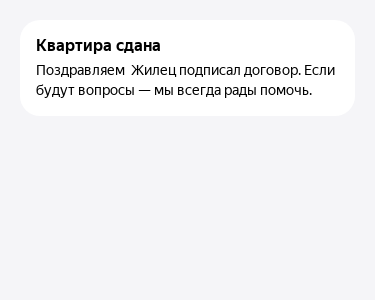 Квартира сдана
Поздравляем  Жилец подписал договор. Если
будут вопросы — мы всегда рады помочь.